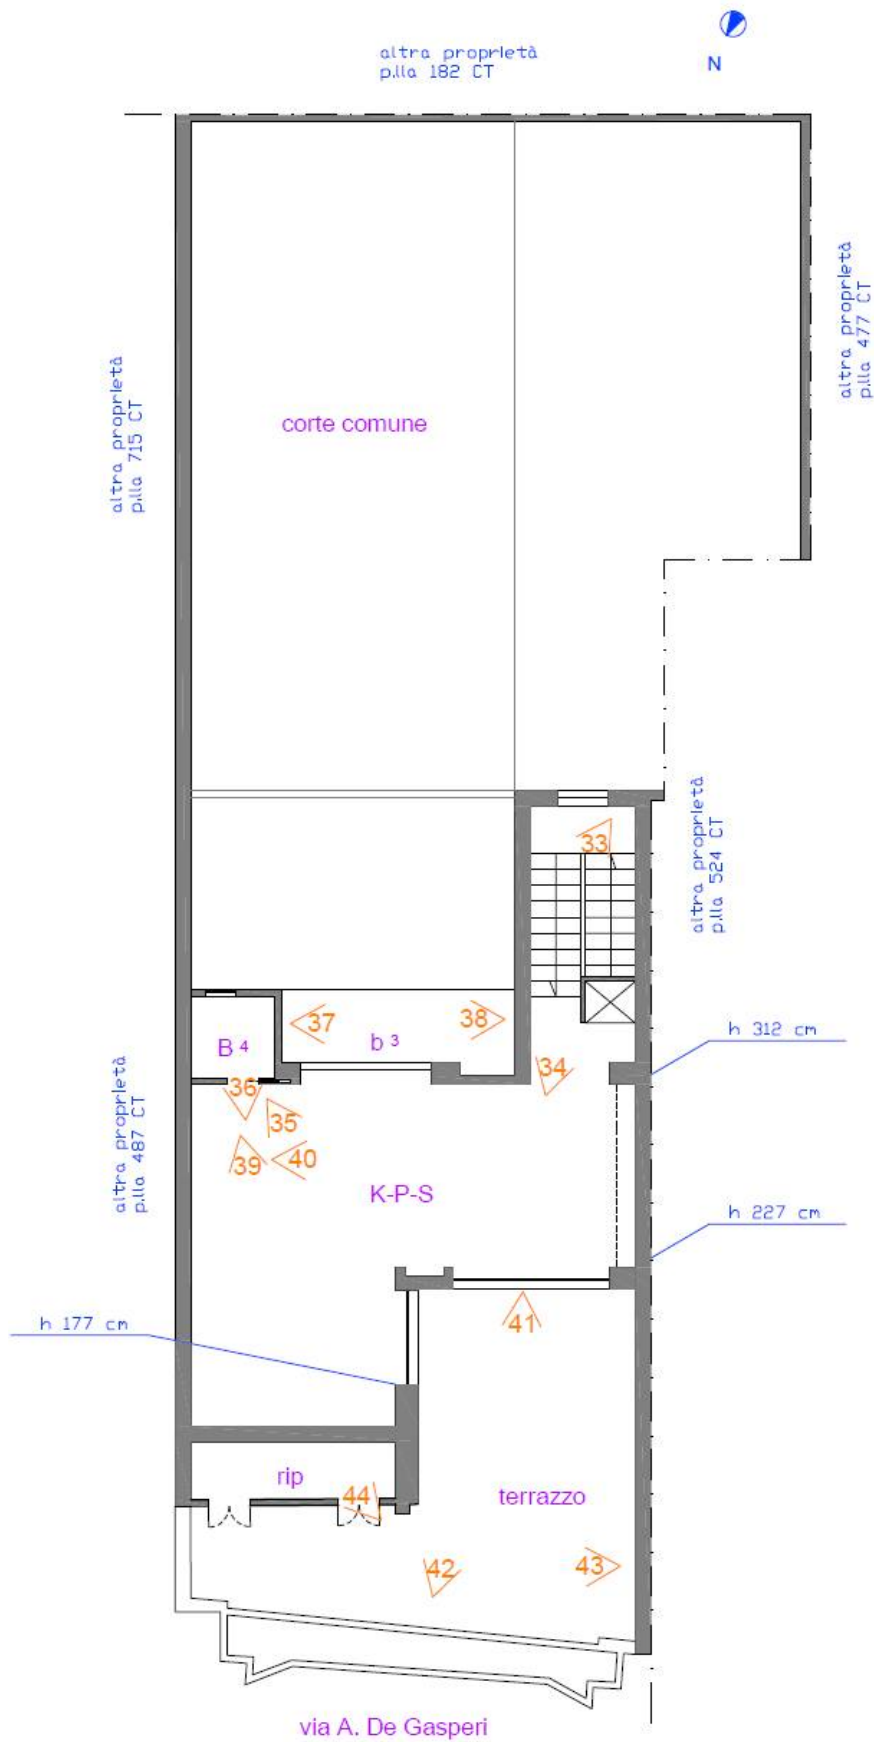 altra proprietà
p.lla 182 CT
N
altra proprietà
p.lla 477 CT
altra proprietà
p.lla 715 CT
corte comune
altra proprietà
p.lla 524 CT
33
37
38
b 3
B 4
h 312 cm
34
36
35
39
40
altra proprietà
p.lla 487 CT
K-P-S
h 227 cm
41
h 177 cm
rip
44
terrazzo
42
43
via A. De Gasperi